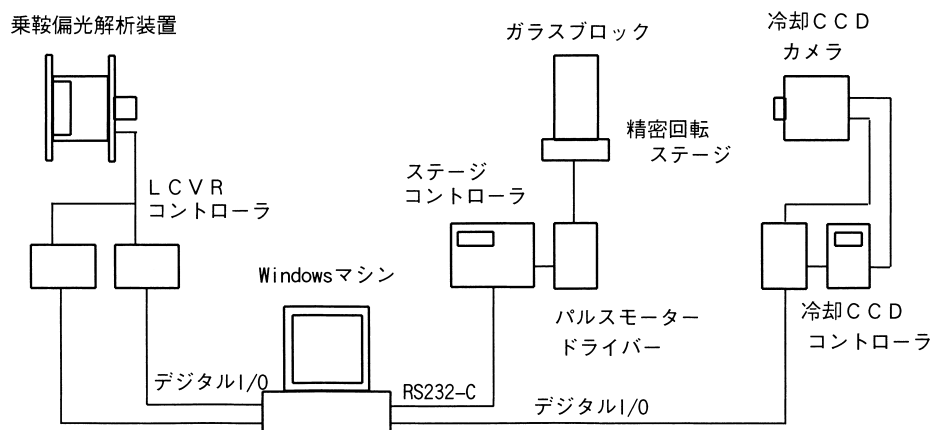 乗鞍偏光解析装置
ガラスブロック
冷却ＣＣＤ
カメラ
精密回転
ステージ
ＬＣＶＲ
コントローラ
ステージ
コントローラ
Windowsマシン
パルスモーター
ドライバー
冷却ＣＣＤ
コントローラ
デジタルI/O
RS232-C
デジタルI/O